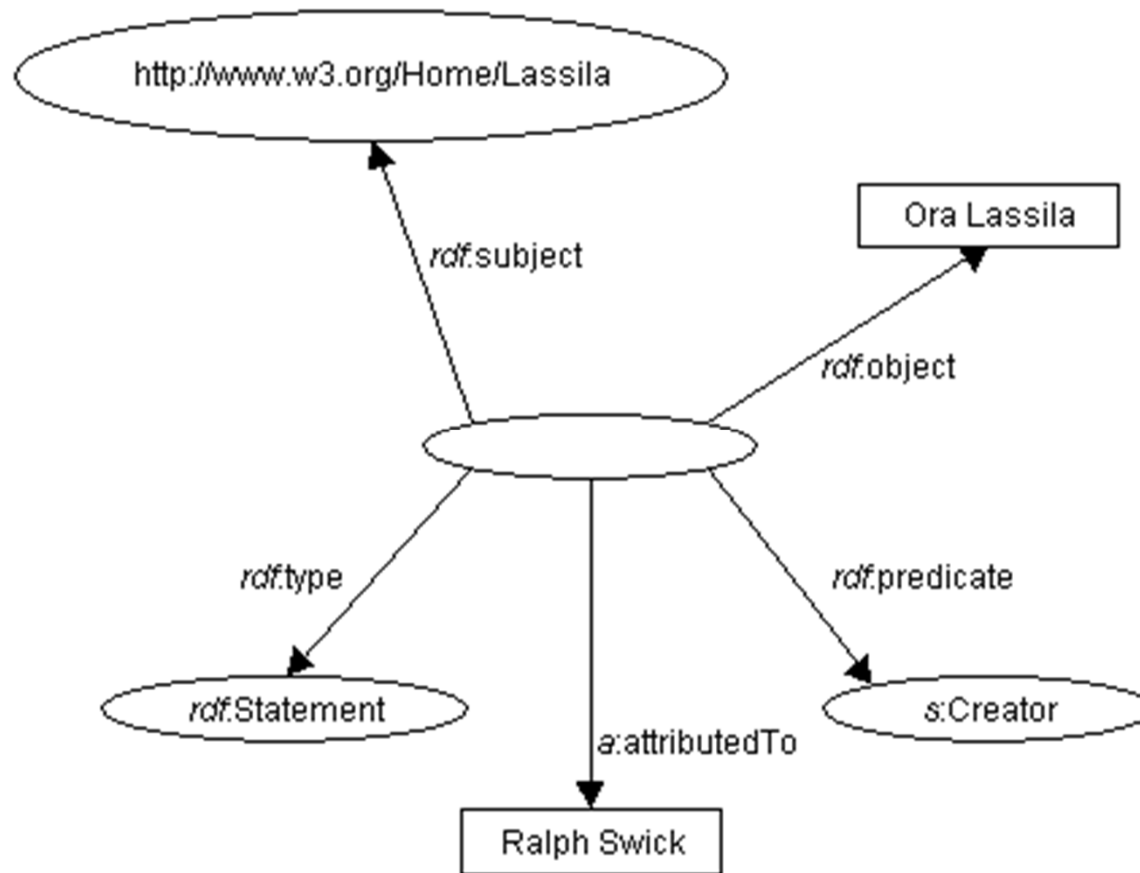 http://www.w3.org/Home/Lassila
Ora Lassila
rdf:subject
rdf:object
rdf:type
rdf:predicate
rdf:Statement
s:Creator
a:attributedTo
Ralph Swick